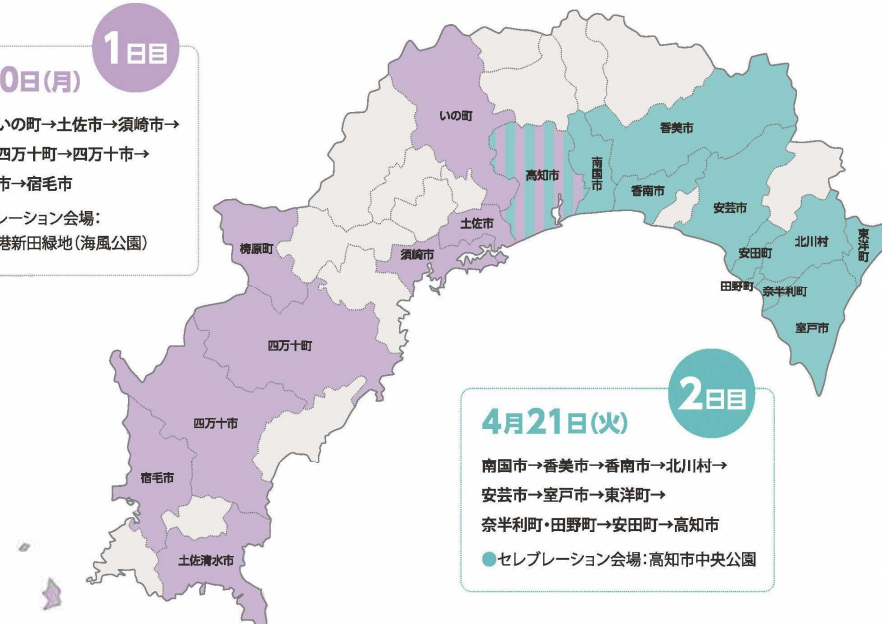 1日目
0日(月)
いの町→土佐市→須崎市→
四万十町→四万十市→
市→宿毛市
レーション会場:
港新田緑地(海風公園)
いの町
高知市
南国市
香美市
香南市
安芸市
土佐市
須崎市
梼原町
安田町
北川村
東洋町
田野町
奈半利町
室戸市
四万十町
四万十市
宿毛市
土佐清水市
2日目
4月21日(火)
南国市→香美市→香南市→北川村→
安芸市→室戸市→東洋町→
奈半利町・田野町→安田町→高知市
●セレブレーション会場:高知市中央公園